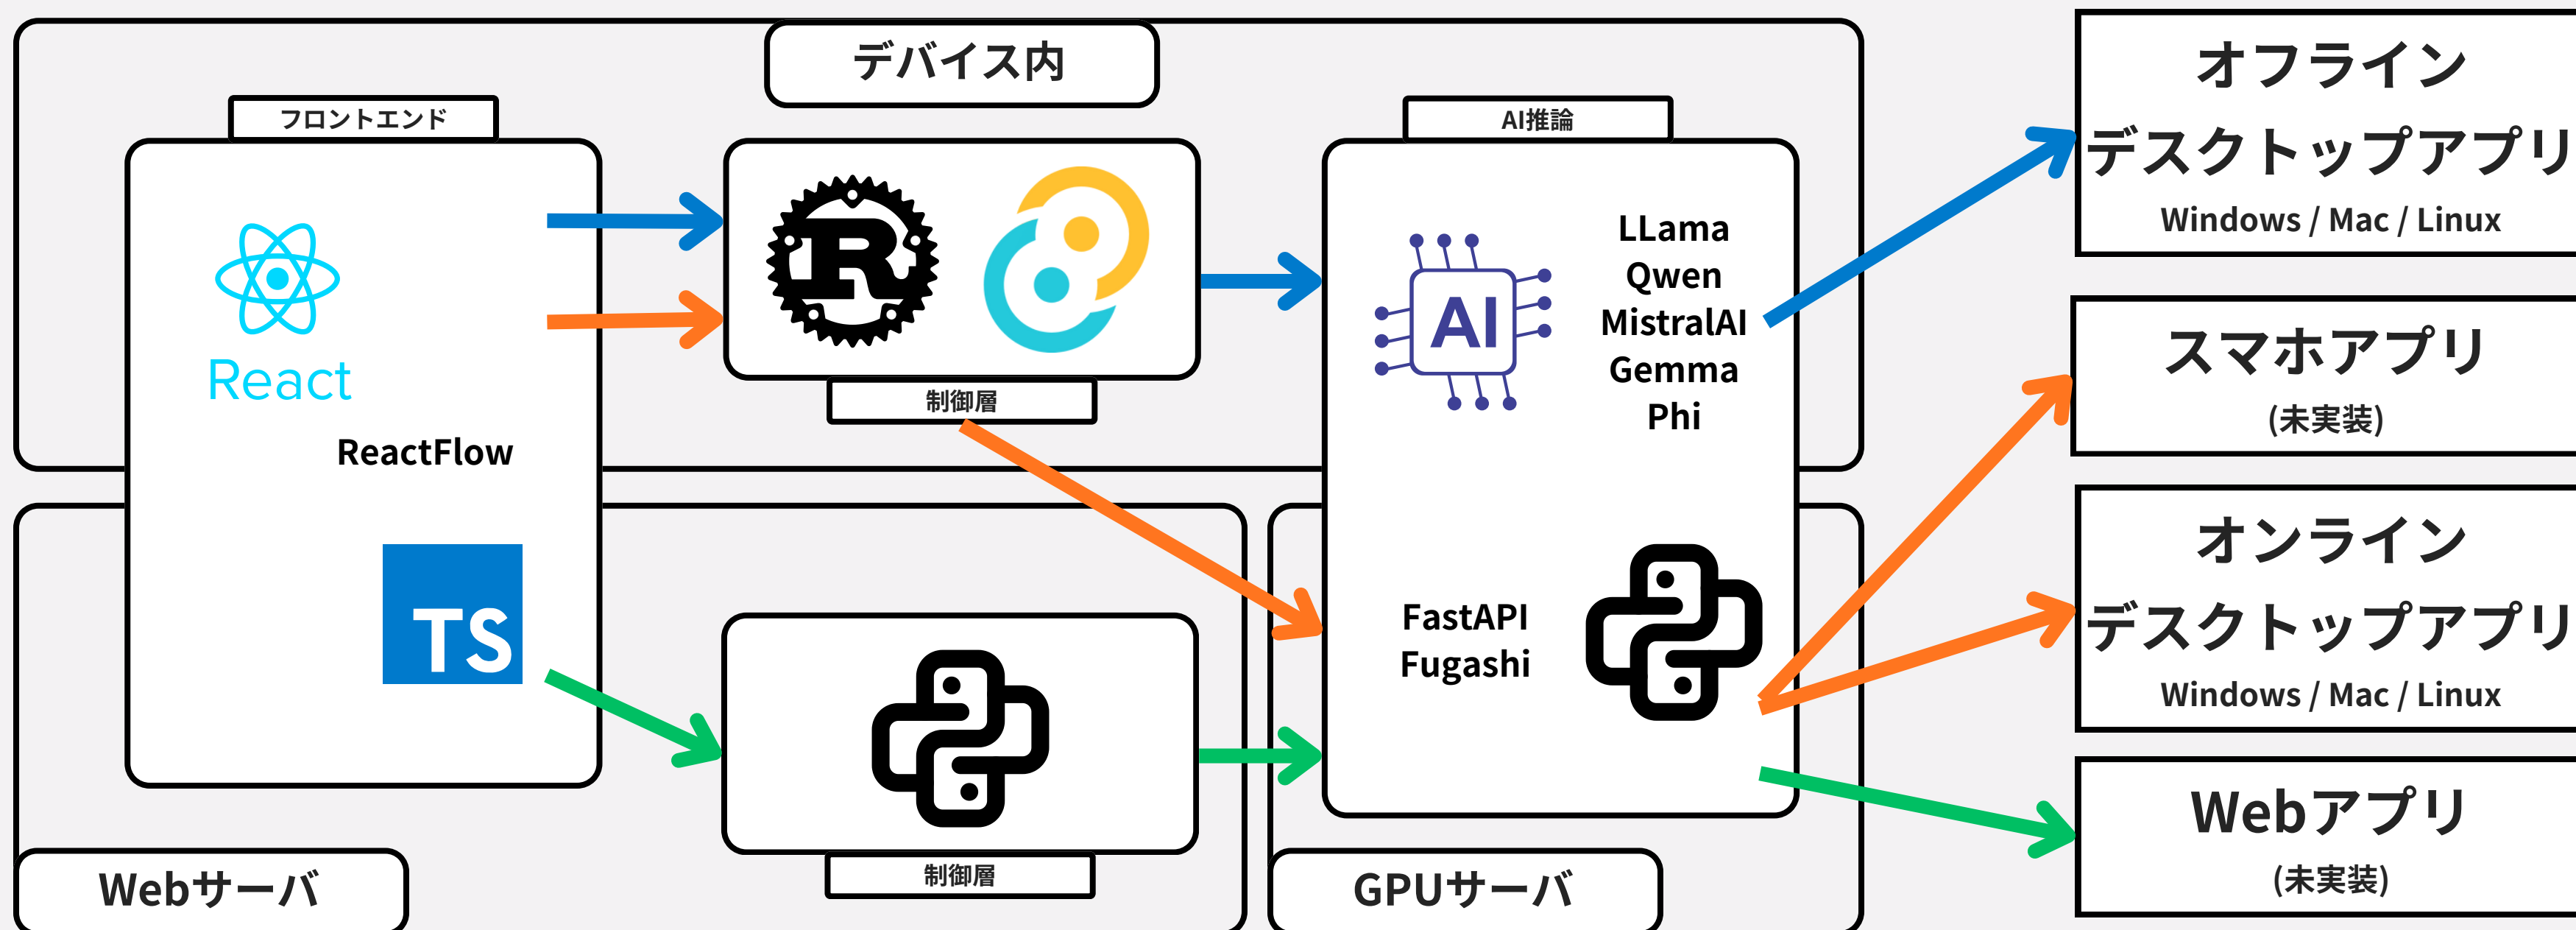 デバイス内
フロントエンド
React
ReactFlow
TS
R
制御層
AI推論
AI
LLama
Qwen
MistralAI
Gemma
Phi
FastAPI
Fugashi
制御層
Webサーバ
GPUサーバ
オフライン
デスクトップアプリ
Windows / Mac / Linux
スマホアプリ
(未実装)
オンライン
デスクトップアプリ
Windows / Mac / Linux
Webアプリ
(未実装)